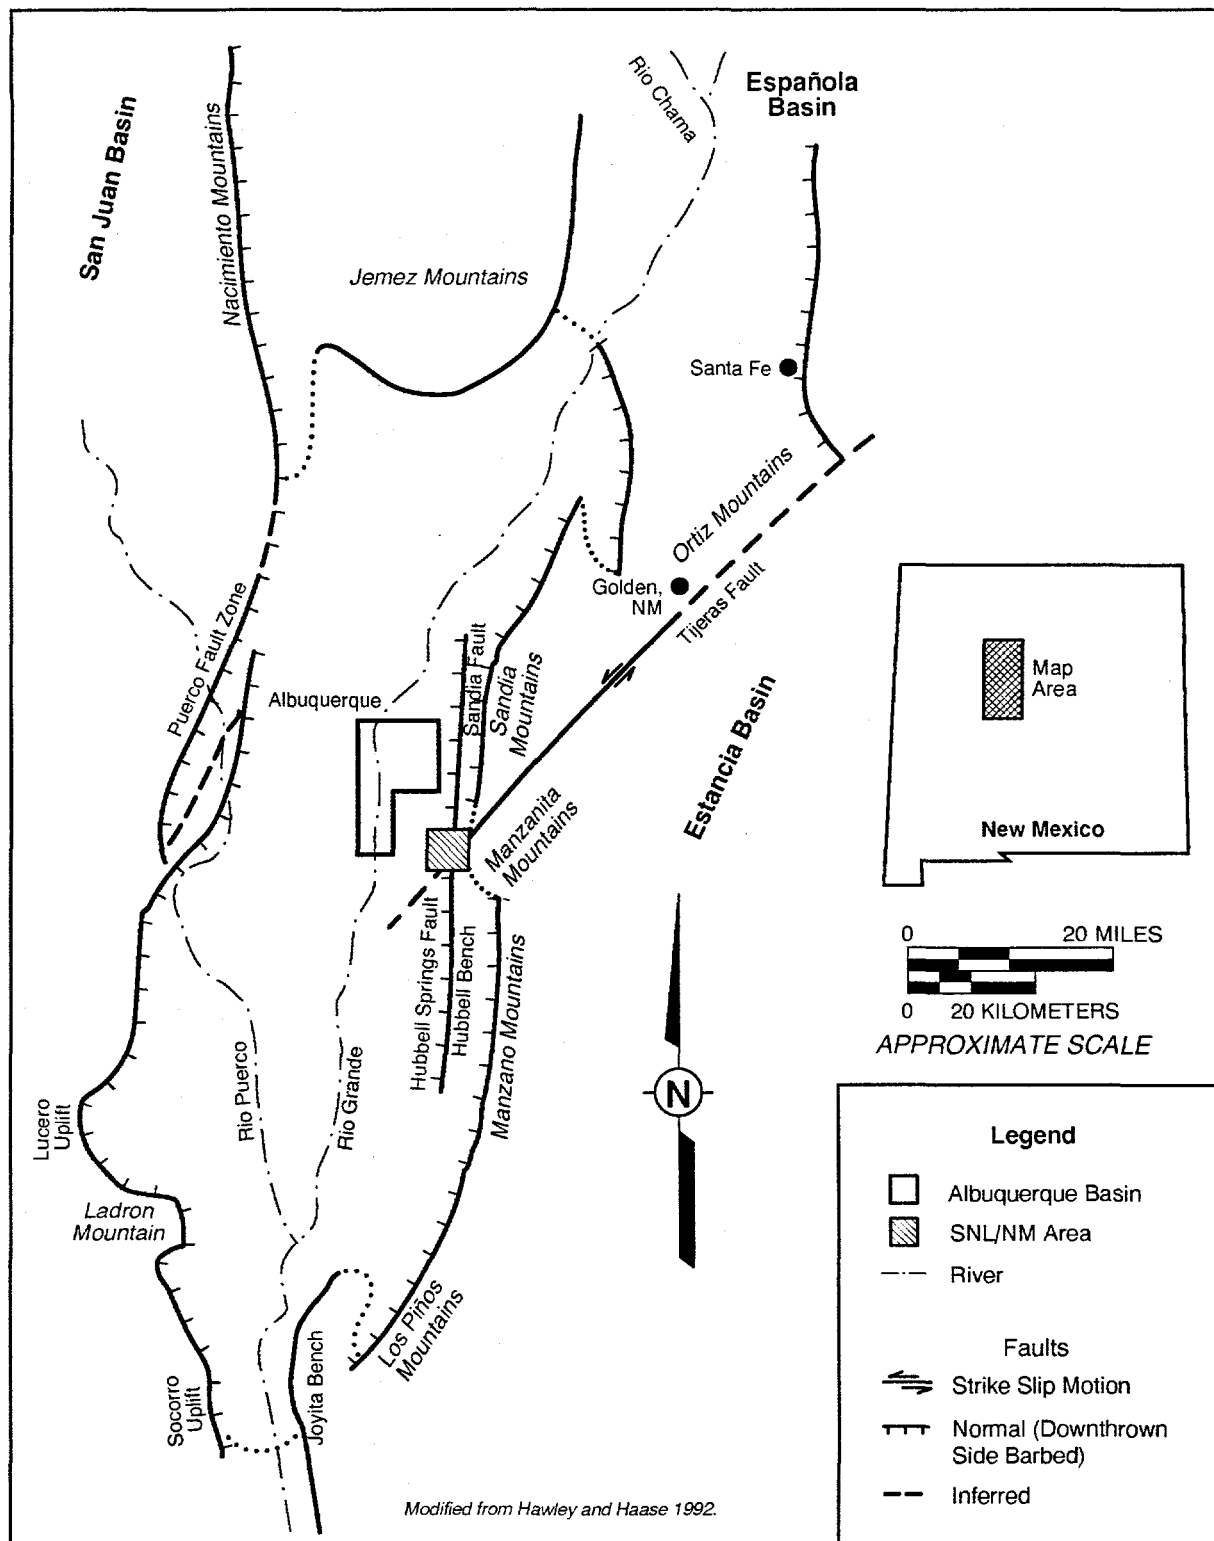 San Juan Basin
Nacimiento Mountains
Jemez Mountains
Rio Chama
Española
Basin
Santa Fe
Ortiz Mountains
Golden,
NM
Tijeras Fault
Puerco Fault Zone
Albuquerque
Sandia Fault
Sandia
Mountains
Manzanita
Mountains
Estancia Basin
Map
Area
New Mexico
0 20 MILES
0 20 KILOMETERS
APPROXIMATE SCALE
Hubbell Springs Fault
Hubbell Bench
Manzano Mountains
N
Rio Puerco
Rio Grande
Lucero
Uplift
Ladron
Mountain
Los Piños
Mountains
Socorro
Uplift
Joyita Bench
Legend
Albuquerque Basin
SNL/NM Area
River
Faults
Strike Slip Motion
Normal (Downthrown
Side Barbed)
Inferred
Modified from Hawley and Haase 1992.